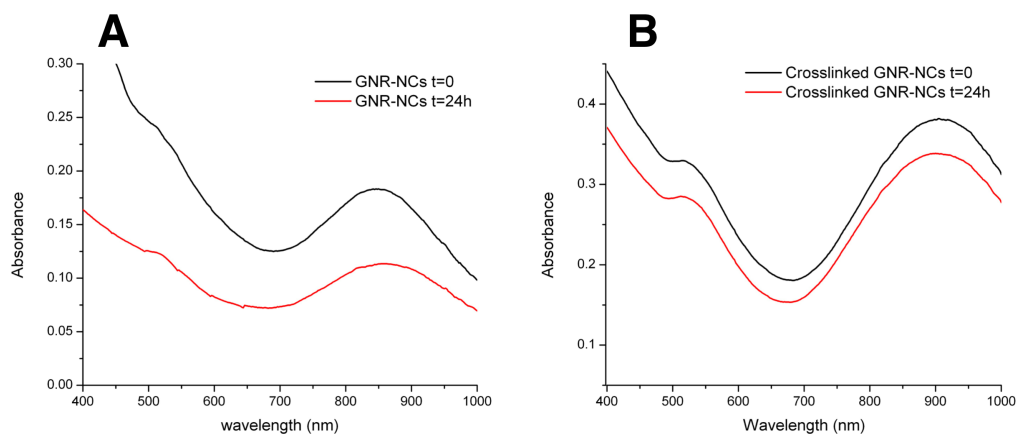 A
GNR-NCs t=0
GNR-NCs t=24h
0.30
0.25
0.20
0.15
0.10
0.05
0.00
Absorbance
400 500 600 700 800 900 1000
wavelength (nm)
B
Crosslinked GNR-NCs t=0
Crosslinked GNR-NCs t=24h
0.4
0.3
0.2
0.1
Absorbance
400 500 600 700 800 900 1000
Wavelength (nm)